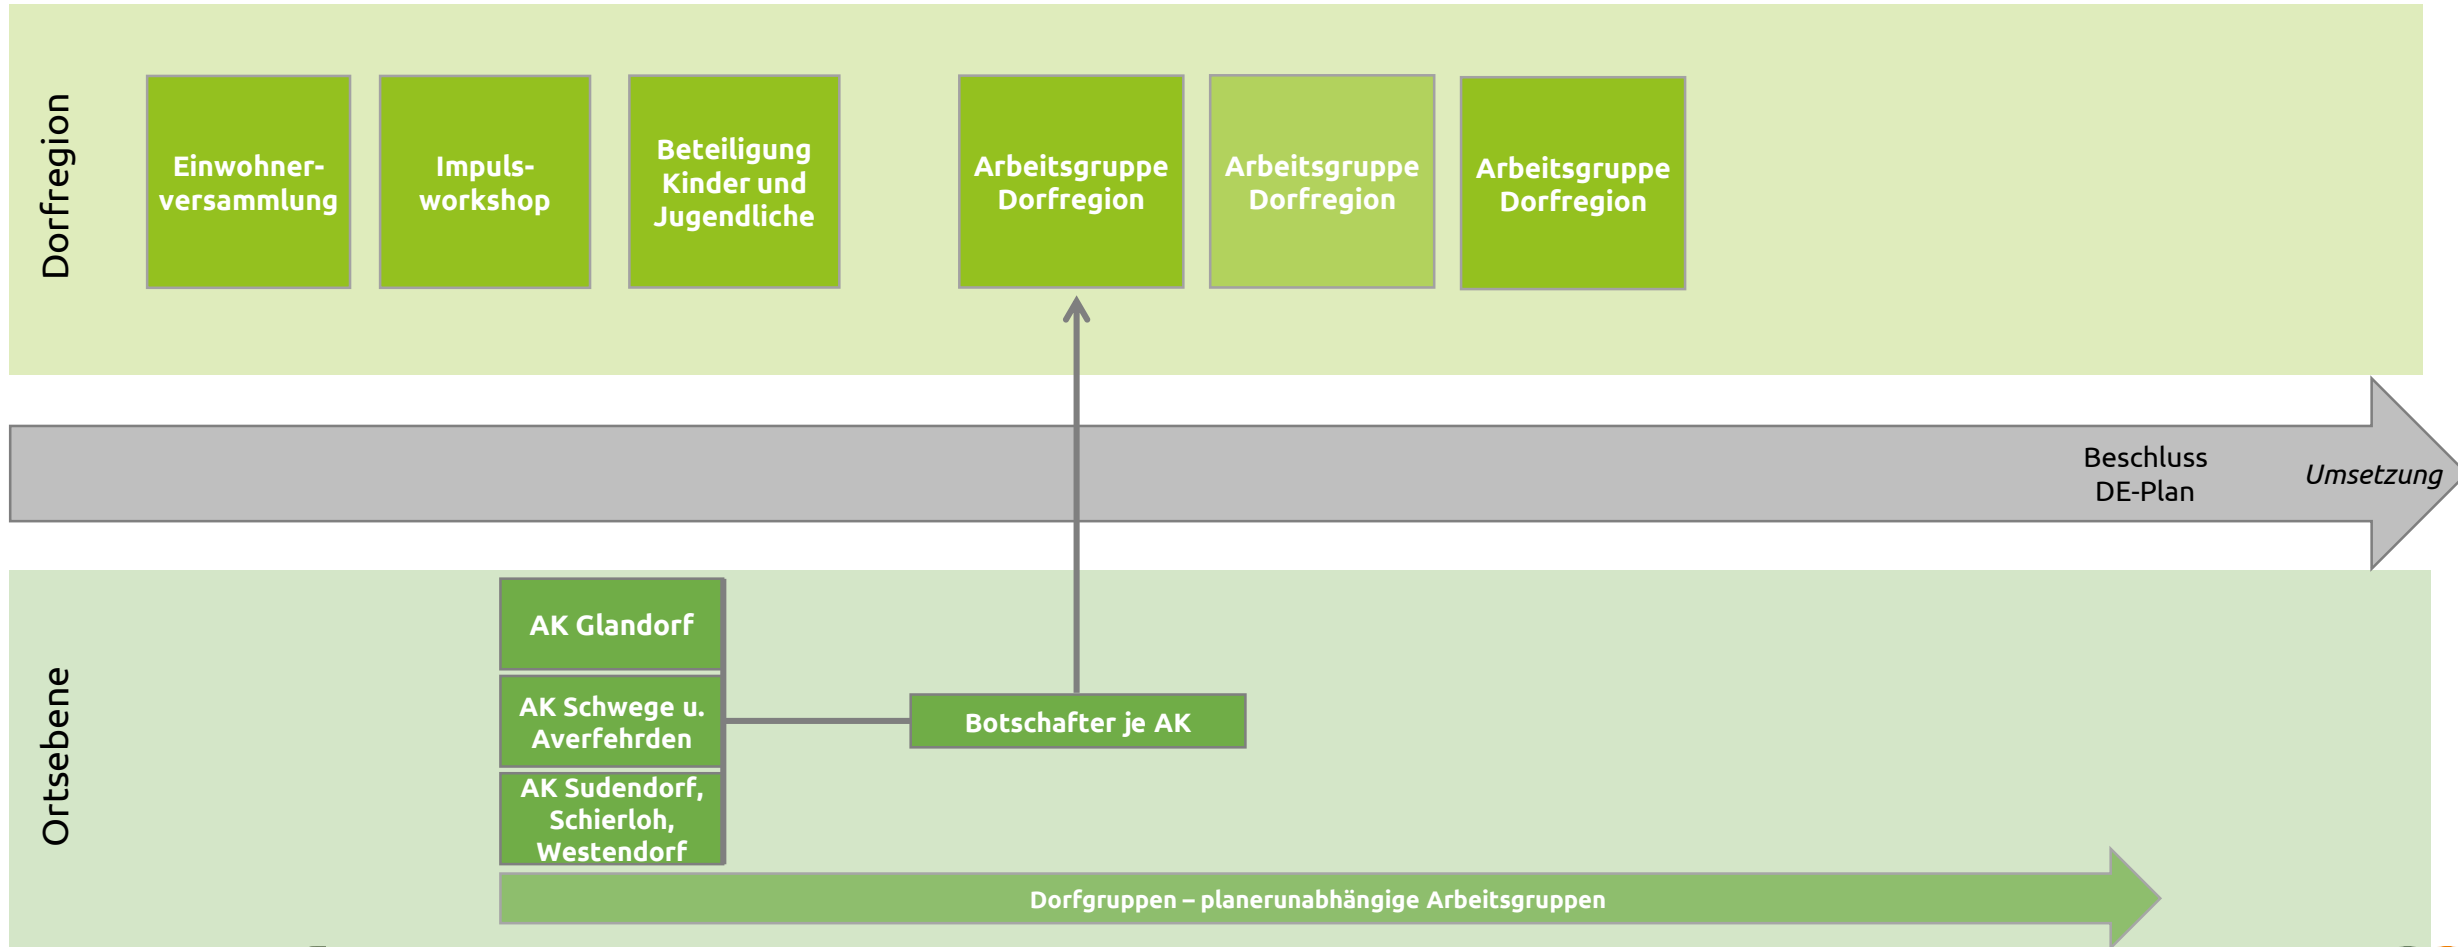 Dorfregion
Einwohner-
versammlung
Impuls-
workshop
Beteiligung
Kinder und
Jugendliche
Arbeitsgruppe
Dorfregion
Arbeitsgruppe
Dorfregion
Arbeitsgruppe
Dorfregion
Beschluss
DE-Plan
Umsetzung
Ortsebene
AK Glandorf
AK Schwege u.
Averfehrden
AK Sudendorf,
Schierloh,
Westendorf
Botschafter je AK
Dorfgruppen – planerunabhängige Arbeitsgruppen